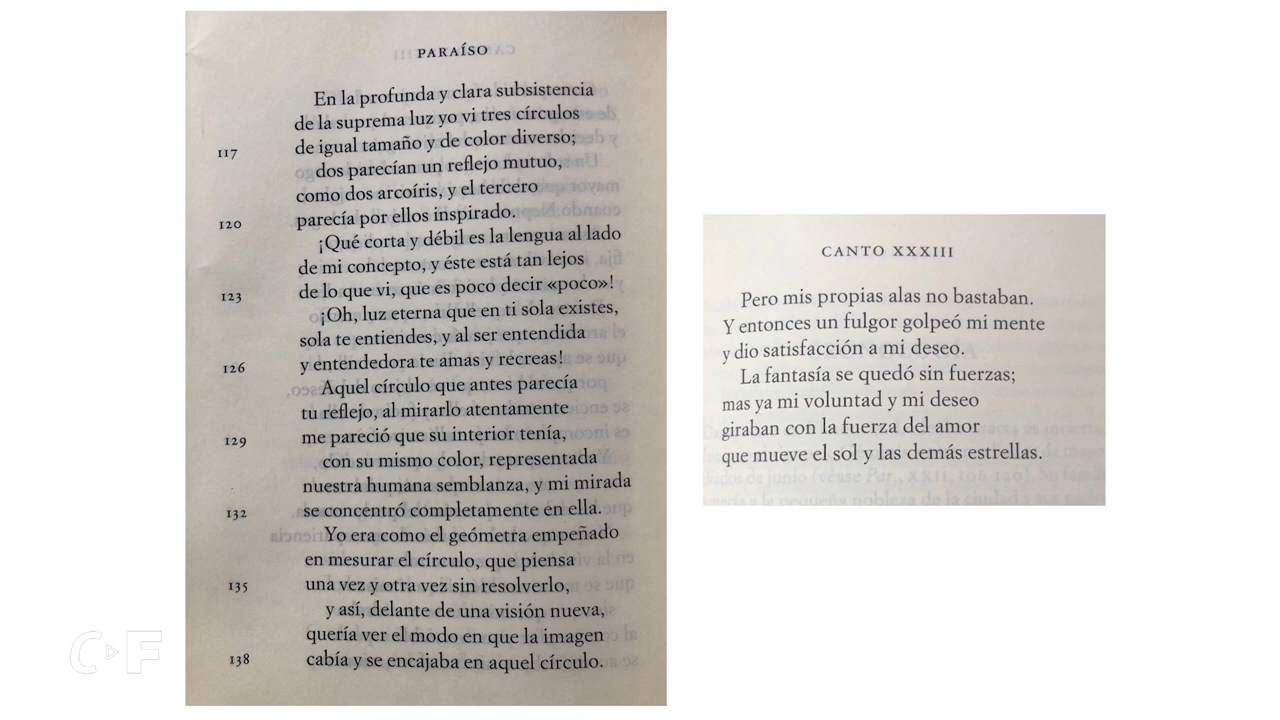 PARAÍSO
En la profunda y clara subsistencia
de la suprema luz yo vi tres círculos
117 de igual tamaño y de color diverso;
dos parecían un reflejo mutuo,
como dos arcoíris, y el tercero
120 parecía por ellos inspirado.
¡Qué corta y débil es la lengua al lado
de mi concepto, y éste está tan lejos
123 de lo que vi, que es poco decir «poco»!
¡Oh, luz eterna que en ti sola existes,
sola te entiendes, y al ser entendida
126 y entendedora te amas y recreas!
Aquel círculo que antes parecía
tu reflejo, al mirarlo atentamente
129 me pareció que su interior tenía,
con su mismo color, representada
nuestra humana semblanza, y mi mirada
132 se concentró completamente en ella.
Yo era como el geómetra empeñado
en mesurar el círculo, que piensa
135 una vez y otra vez sin resolverlo,
y así, delante de una visión nueva,
quería ver el modo en que la imagen
138 cabía y se encajaba en aquel círculo.
CANTO XXXIII
Pero mis propias alas no bastaban.
Y entonces un fulgor golpeó mi mente
y dio satisfacción a mi deseo.
La fantasía se quedó sin fuerzas;
mas ya mi voluntad y mi deseo
giraban con la fuerza del amor
que mueve el sol y las demás estrellas.
CF